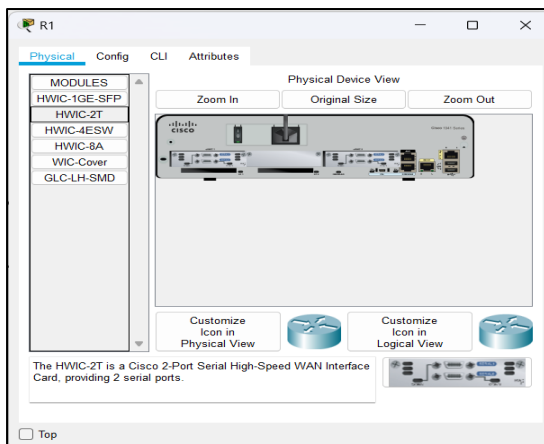 R1
Physical Config CLI Attributes
MODULES
HWIC-1GE-SFP
HWIC-2T
HWIC-4ESW
HWIC-8A
WIC-Cover
GLC-LH-SMD
Physical Device View
Zoom In Original Size Zoom Out
CISCO
Customize
Icon in
Physical View
Customize
Icon in
Logical View
The HWIC-2T is a Cisco 2-Port Serial High-Speed WAN Interface
Card, providing 2 serial ports.
Top